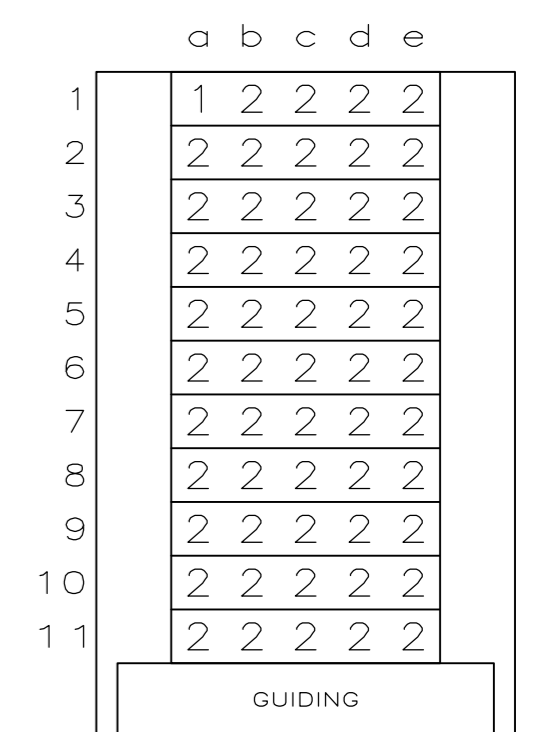 a b c d e
1 1 2 2 2 2
2 2 2 2 2 2
3 2 2 2 2 2
4 2 2 2 2 2
5 2 2 2 2 2
6 2 2 2 2 2
7 2 2 2 2 2
8 2 2 2 2 2
9 2 2 2 2 2
10 2 2 2 2 2
11 2 2 2 2 2
GUIDING